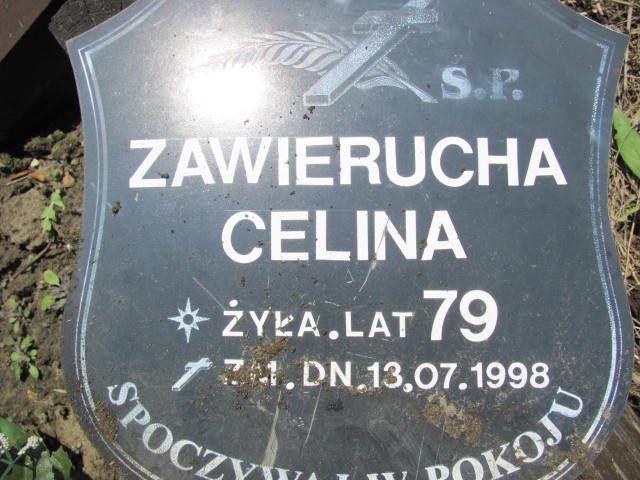 S.P.
ZAWIERUCHA
CELINA
ŻYŁA.LAT 79
ZM.DN.13.07.1998
SPOCZYWAJ W POKOJU